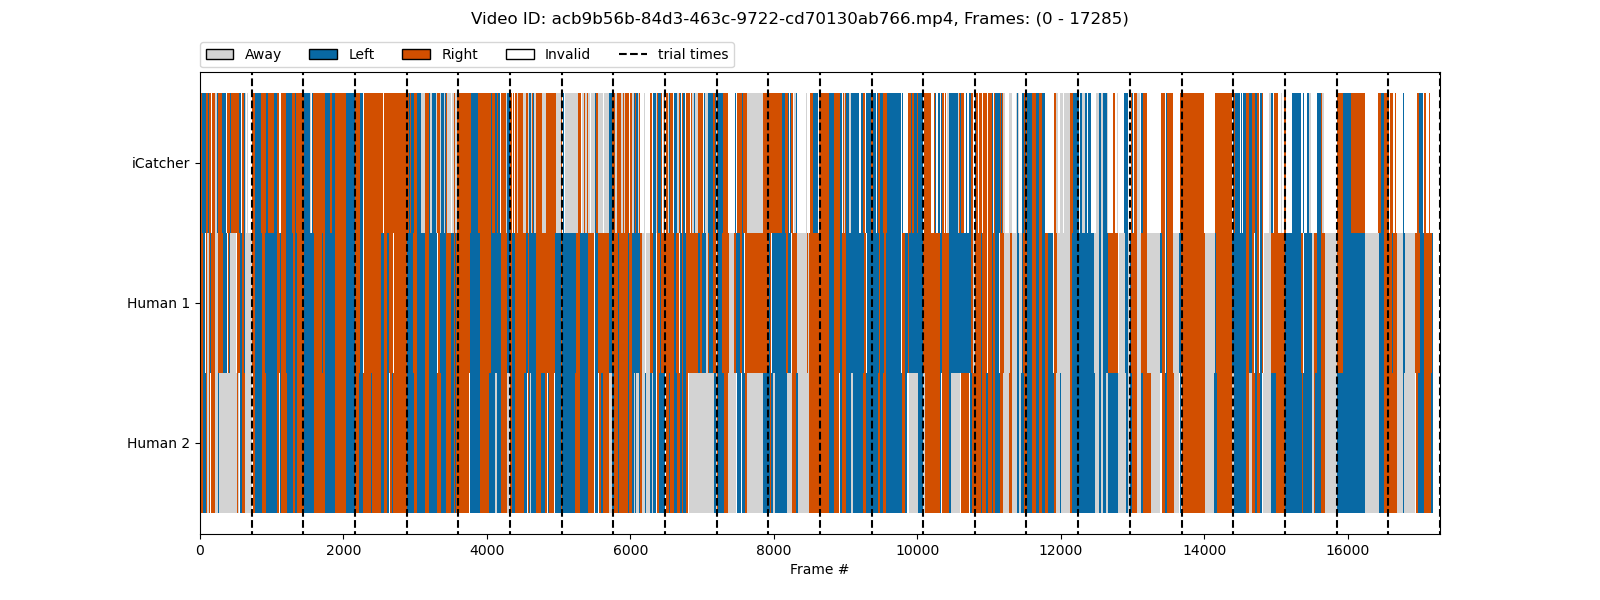 Video ID: acb9b56b-84d3-463c-9722-cd70130ab766.mp4, Frames: (0 - 17285)
Away Left Right Invalid trial times
iCatcher
Human 1
Human 2
0 2000 4000 6000 8000 10000 12000 14000 16000
Frame #